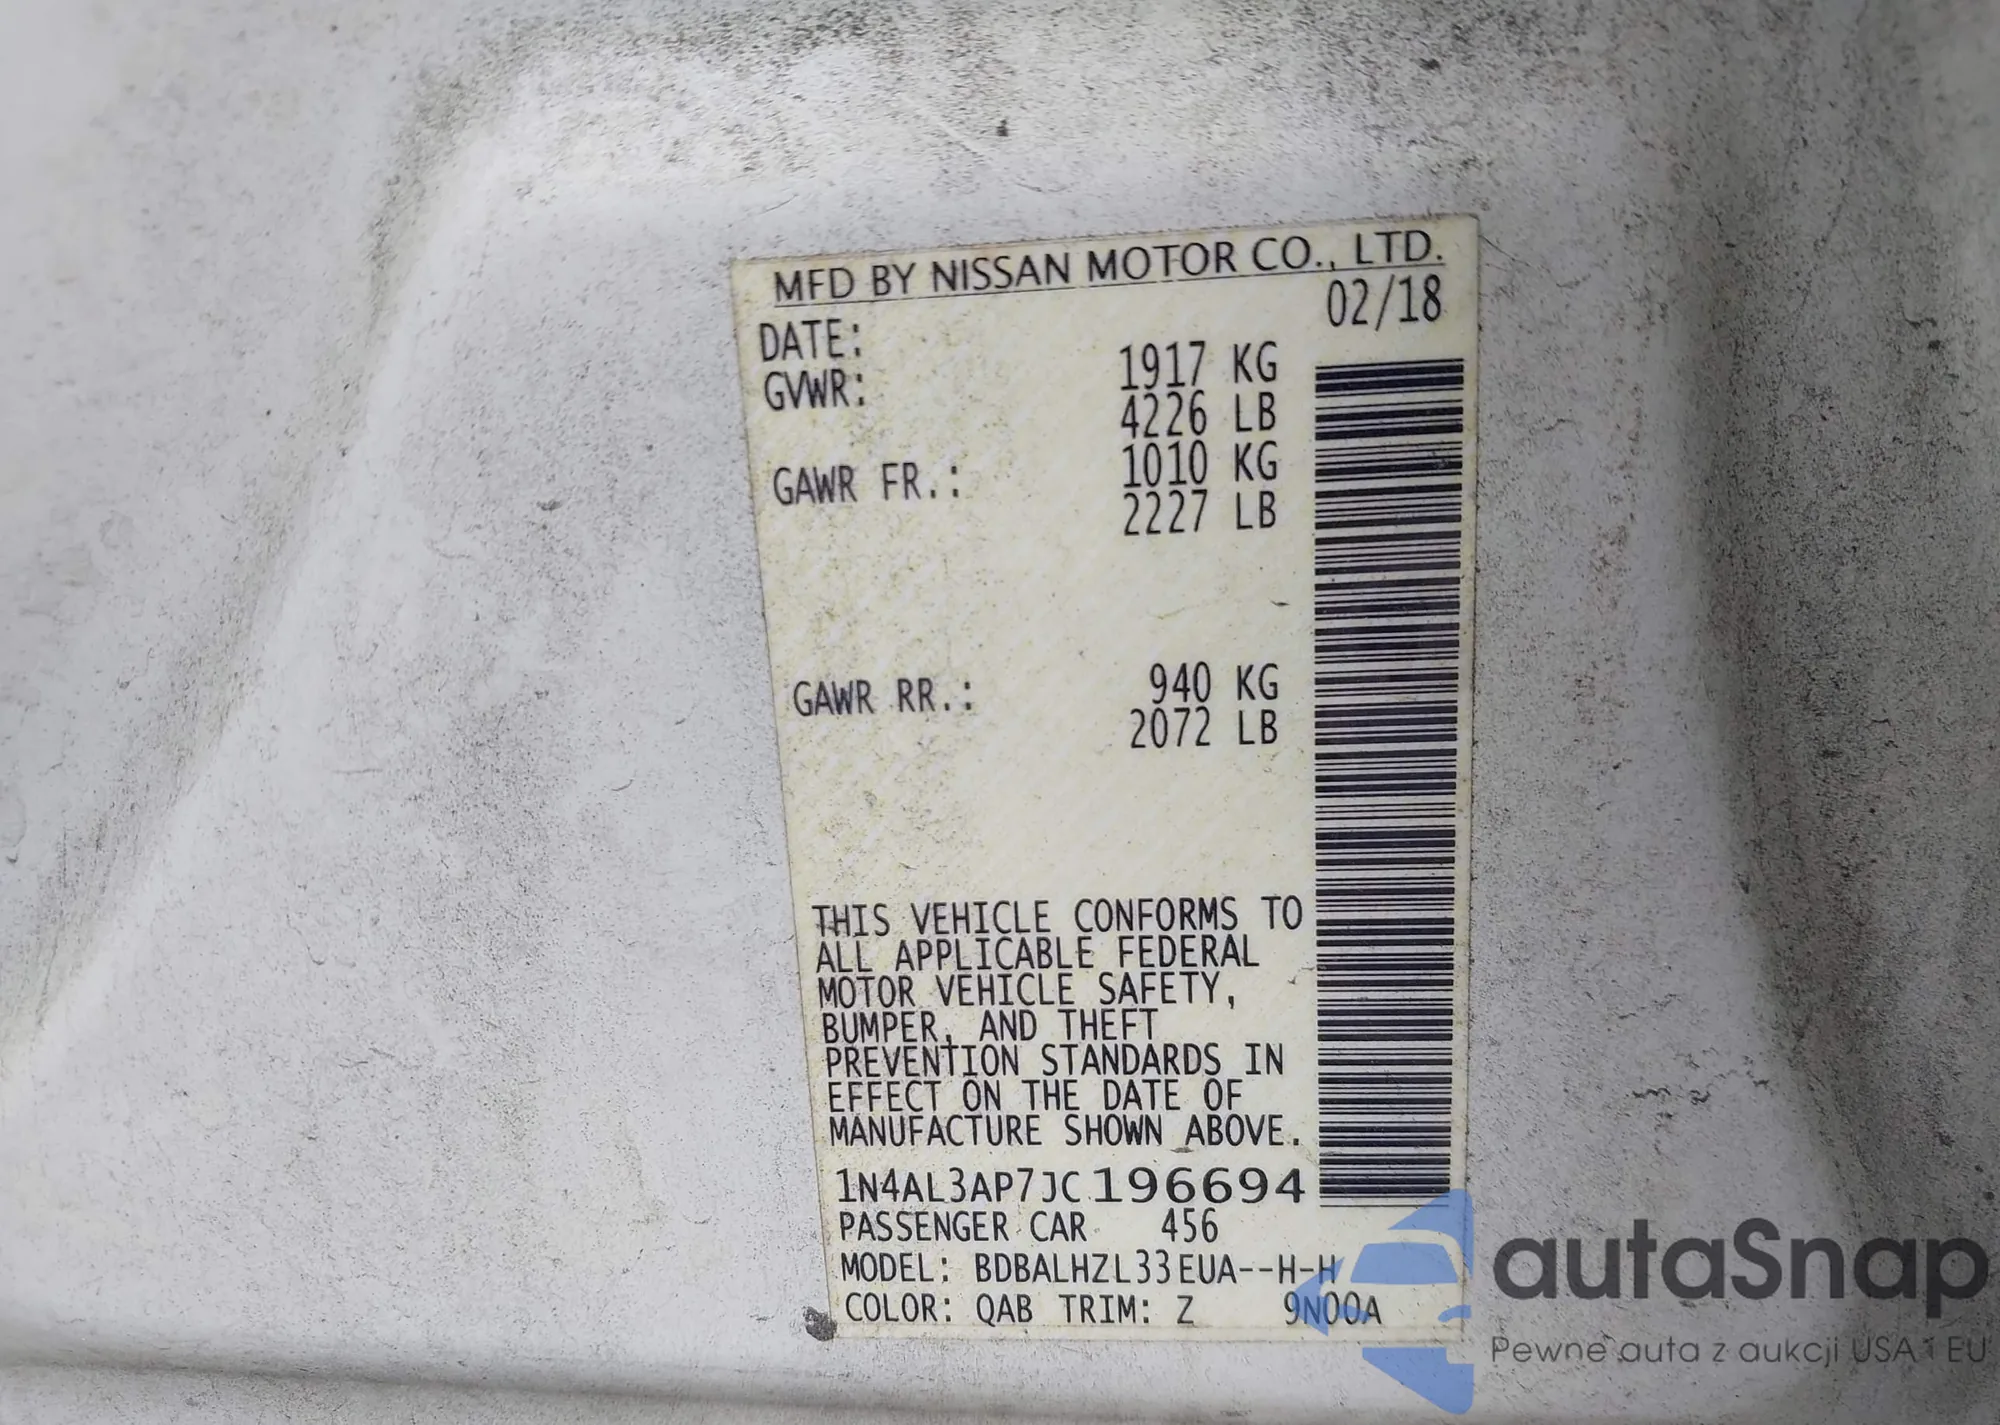 MFD BY NISSAN MOTOR CO., LTD.
DATE: 02/18
GVWR: 1917 KG
4226 LB
GAWR FR.: 1010 KG
2227 LB
GAWR RR.: 940 KG
2072 LB
THIS VEHICLE CONFORMS TO
ALL APPLICABLE FEDERAL
MOTOR VEHICLE SAFETY,
BUMPER, AND THEFT
PREVENTION STANDARDS IN
EFFECT ON THE DATE OF
MANUFACTURE SHOWN ABOVE.
1N4AL3AP7JC196694
PASSENGER CAR 456
MODEL: BDBALHZL33EUA--H-H
COLOR: QAB TRIM: Z 9N00A
autaSnap
Pewne auta z aukcji USA i EU